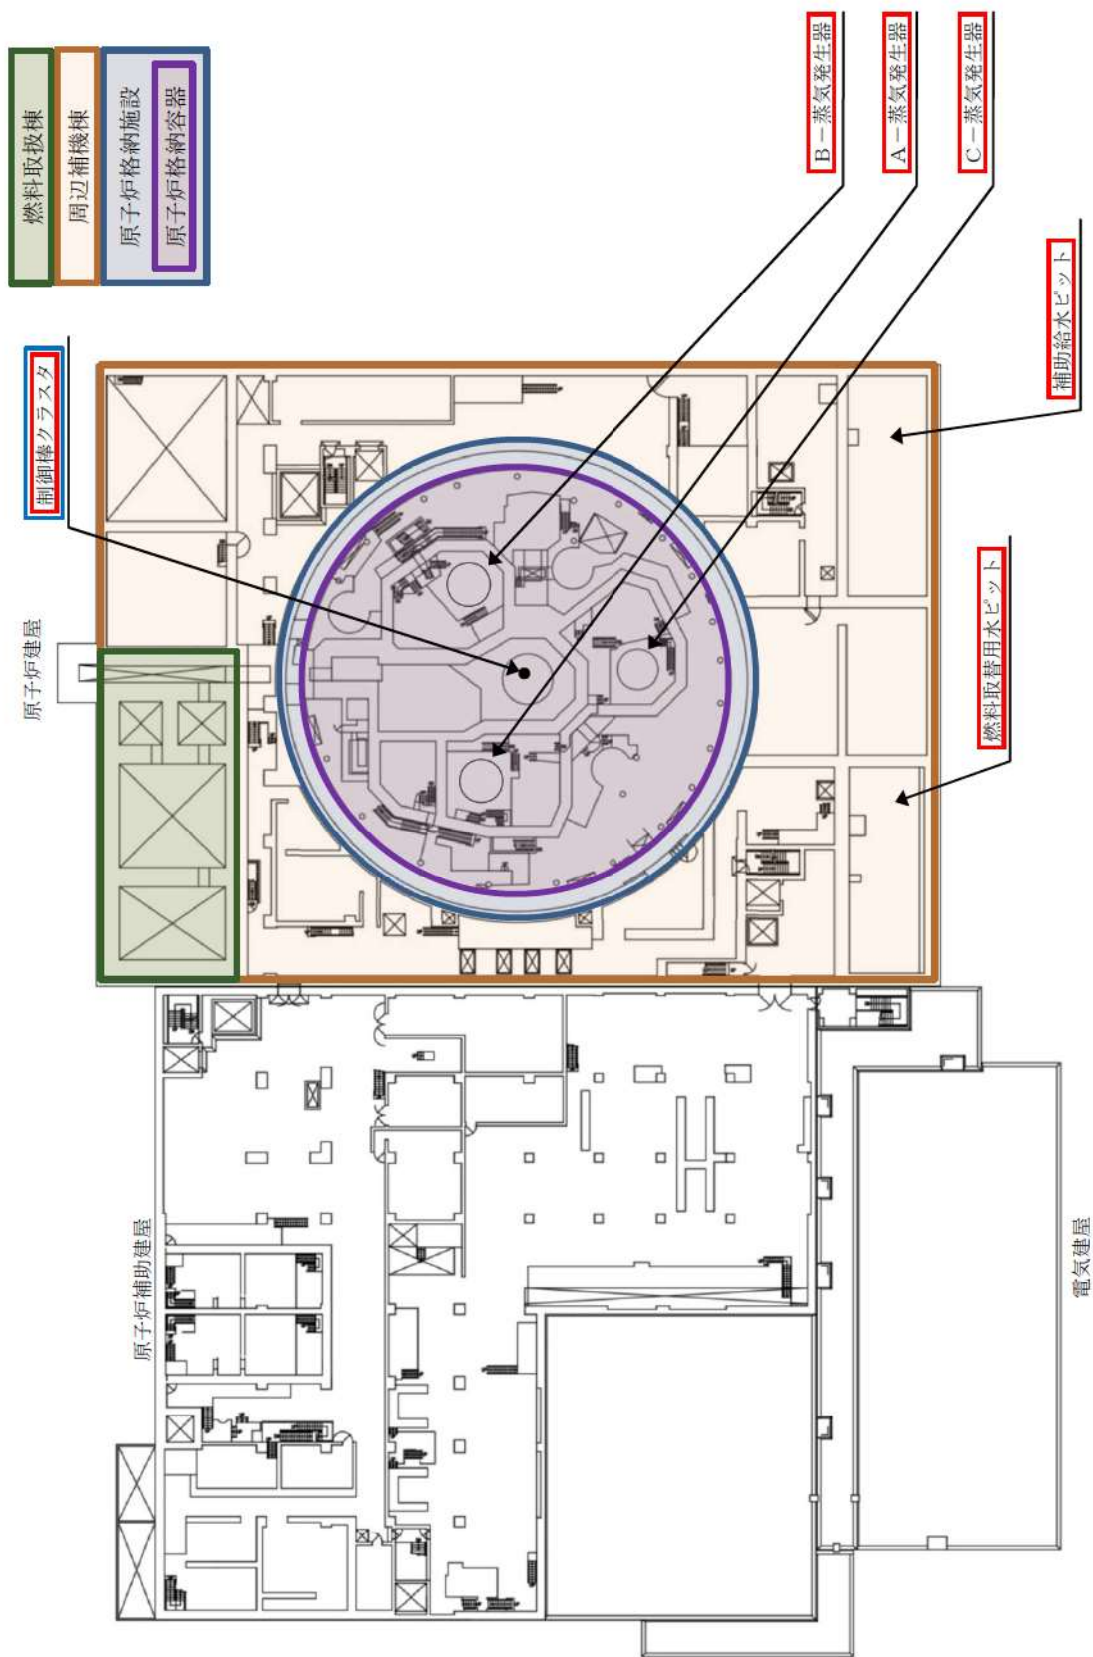 燃料取扱棟
周辺補機棟
原子炉格納施設
原子炉格納容器
制御棒クラスタ
B－蒸気発生器
A－蒸気発生器
C－蒸気発生器
補助給水ピット
燃料取替用水ピット
原子炉建屋
原子炉補助建屋
電気建屋